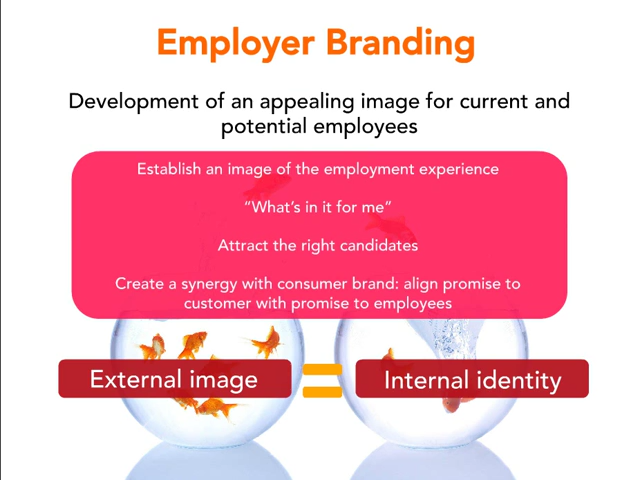 Employer Branding
Development of an appealing image for current and
potential employees
Establish an image of the employment experience
“What’s in it for me”
Attract the right candidates
Create a synergy with consumer brand: align promise to
customer with promise to employees
External image = Internal identity